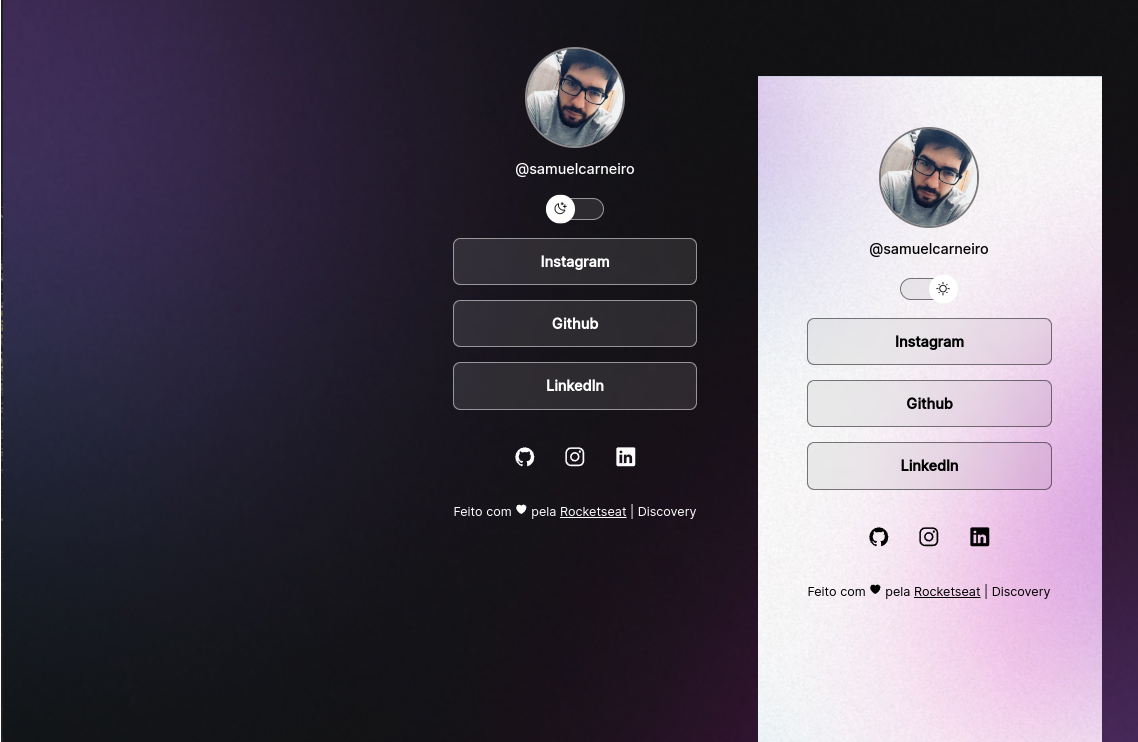 @samuelcarneiro
Instagram
Github
LinkedIn
Feito com ♥ pela Rocketseat | Discovery
@samuelcarneiro
Instagram
Github
LinkedIn
Feito com ♥ pela Rocketseat | Discovery